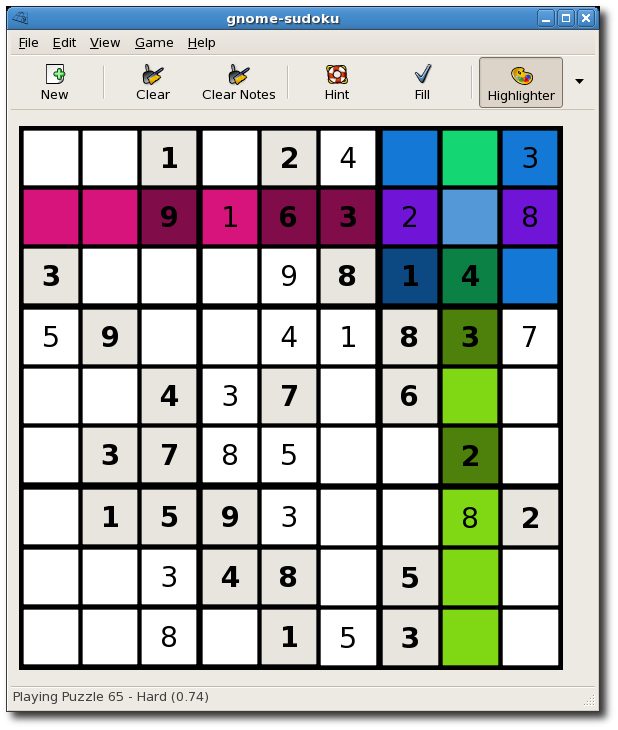 gnome-sudoku
File Edit View Game Help
New Clear Clear Notes Hint Fill Highlighter
1 2 4 3
9 1 6 3 2 8
3 9 8 1 4
5 9 4 1 8 3 7
4 3 7 6
3 7 8 5 2
1 5 9 3 8 2
3 4 8 5
8 1 5 3
Playing Puzzle 65 - Hard (0.74)